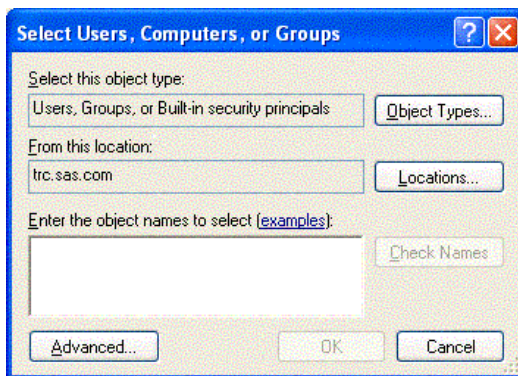 Select Users, Computers, or Groups
Select this object type:
Users, Groups, or Built-in security principals
Object Types...
From this location:
trc.sas.com
Locations...
Enter the object names to select (examples):
Check Names
Advanced...
OK
Cancel